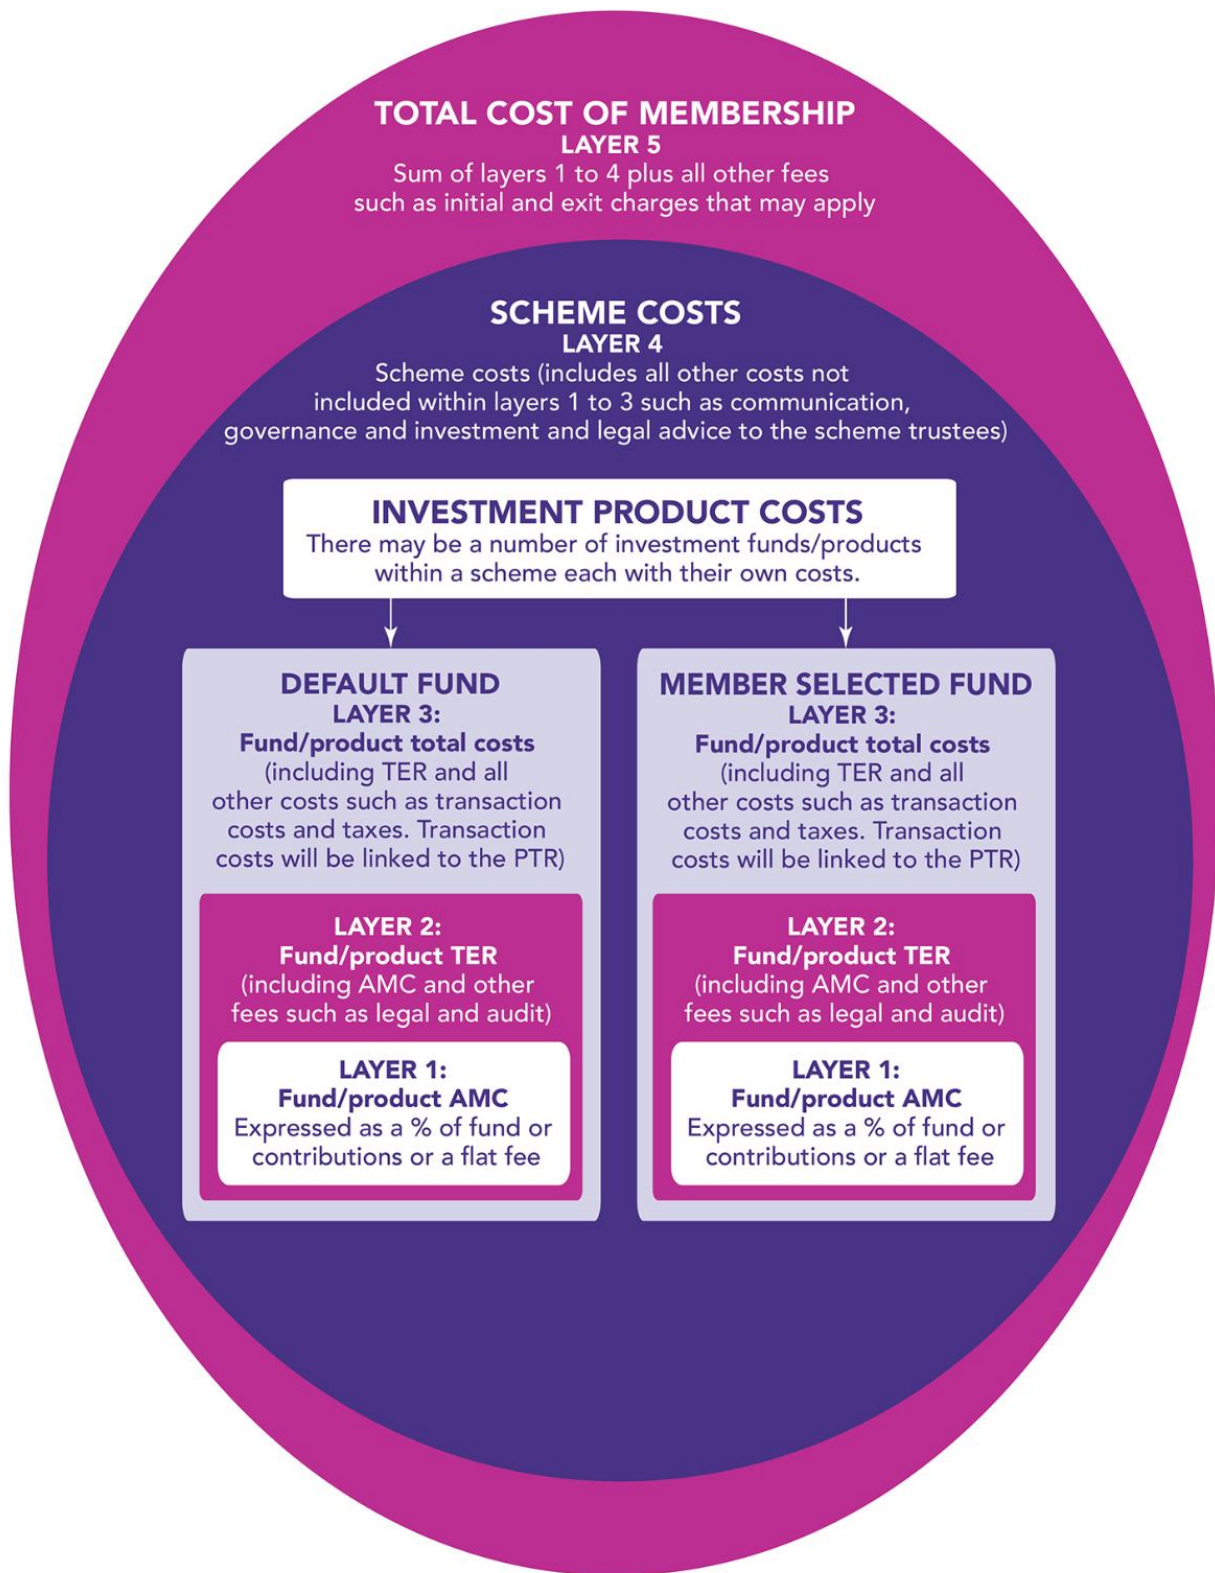 TOTAL COST OF MEMBERSHIP
LAYER 5
Sum of layers 1 to 4 plus all other fees
such as initial and exit charges that may apply
SCHEME COSTS
LAYER 4
Scheme costs (includes all other costs not
included within layers 1 to 3 such as communication,
governance and investment and legal advice to the scheme trustees)
INVESTMENT PRODUCT COSTS
There may be a number of investment funds/products
within a scheme each with their own costs.
DEFAULT FUND
LAYER 3:
Fund/product total costs
(including TER and all
other costs such as transaction
costs and taxes. Transaction
costs will be linked to the PTR)
LAYER 2:
Fund/product TER
(including AMC and other
fees such as legal and audit)
LAYER 1:
Fund/product AMC
Expressed as a % of fund or
contributions or a flat fee
MEMBER SELECTED FUND
LAYER 3:
Fund/product total costs
(including TER and all
other costs such as transaction
costs and taxes. Transaction
costs will be linked to the PTR)
LAYER 2:
Fund/product TER
(including AMC and other
fees such as legal and audit)
LAYER 1:
Fund/product AMC
Expressed as a % of fund or
contributions or a flat fee